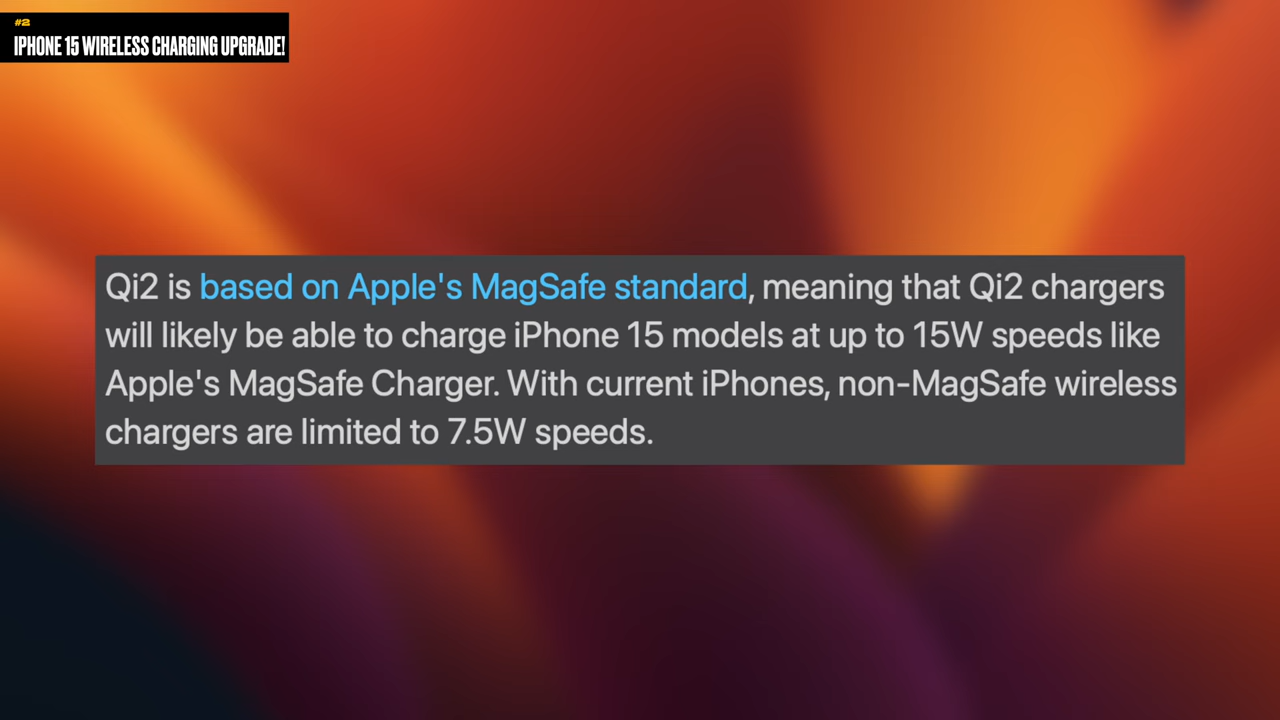 #2
IPHONE 15 WIRELESS CHARGING UPGRADE!
Qi2 is based on Apple's MagSafe standard, meaning that Qi2 chargers
will likely be able to charge iPhone 15 models at up to 15W speeds like
Apple's MagSafe Charger. With current iPhones, non-MagSafe wireless
chargers are limited to 7.5W speeds.